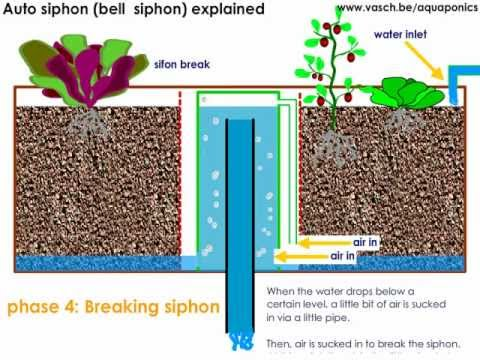 Auto siphon (bell siphon) explained
www.vasch.be/aquaponics
water inlet
sifon break
air in
air in
phase 4: Breaking siphon
When the water drops below a
certain level, a little bit of air is sucked
in via a little pipe.
Then, air is sucked in to break the siphon.